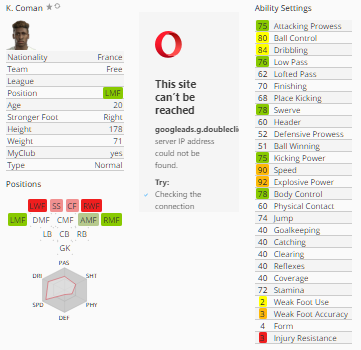 K. Coman
Nationality France
Team Free
League
Position LMF
Age 20
Stronger Foot Right
Height 178
Weight 71
MyClub yes
Type Normal
Positions
LWF SS CF RWF
LMF DMF CMF AMF RMF
LB CB RB
GK
PAS
DRI SHT
SPD PHY
DEF
This site
can't be
reached
googleads.g.doublecli
server IP address
could not be
found.
Try:
Checking the
connection
Ability Settings
75 Attacking Prowess
80 Ball Control
84 Dribbling
76 Low Pass
62 Lofted Pass
70 Finishing
68 Place Kicking
78 Swerve
60 Header
52 Defensive Prowess
51 Ball Winning
75 Kicking Power
90 Speed
92 Explosive Power
78 Body Control
60 Physical Contact
74 Jump
40 Goalkeeping
40 Catching
40 Clearing
40 Reflexes
40 Coverage
72 Stamina
2 Weak Foot Use
3 Weak Foot Accuracy
4 Form
3 Injury Resistance